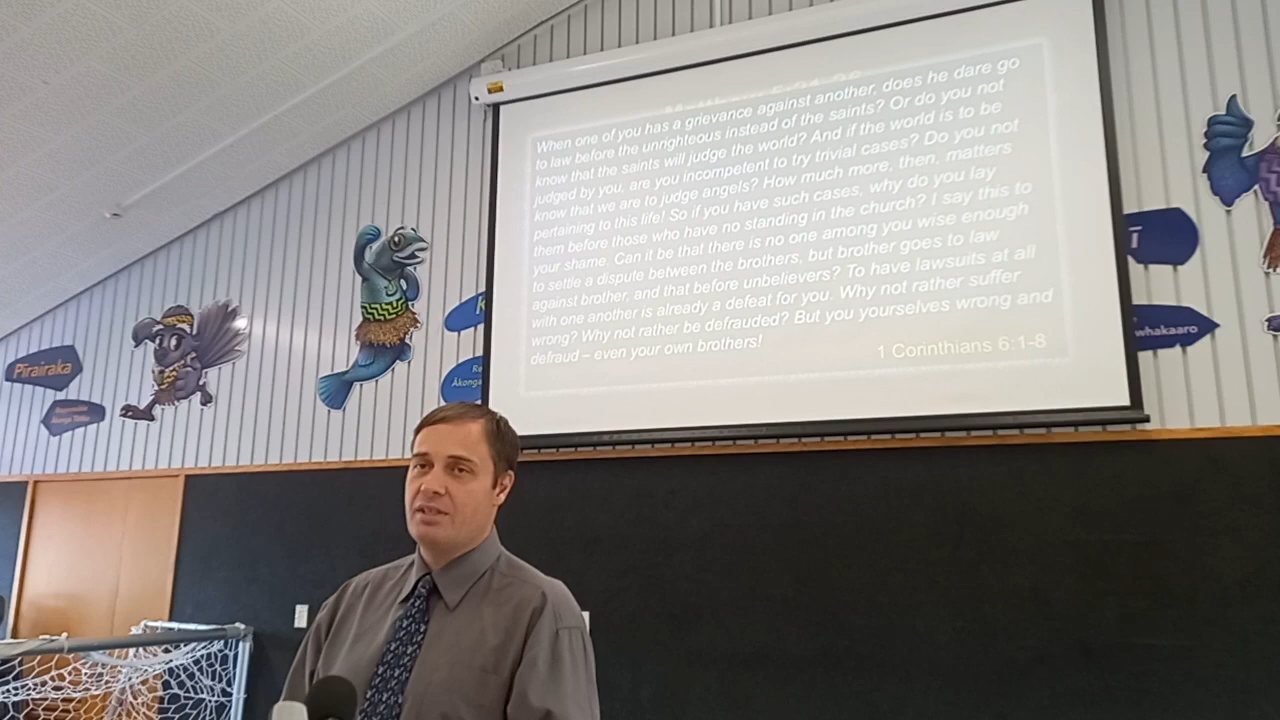 When one of you has a grievance against another, does he dare go
to law before the unrighteous instead of the saints? Or do you not
know that the saints will judge the world? And if the world is to be
judged by you, are you incompetent to try trivial cases? Do you not
know that we are to judge angels? How much more, then, matters
pertaining to this life! So if you have such cases, why do you lay
them before those who have no standing in the church? I say this to
your shame. Can it be that there is no one among you wise enough
to settle a dispute between the brothers, but brother goes to law
against brother, and that before unbelievers? To have lawsuits at all
with one another is already a defeat for you. Why not rather suffer
wrong? Why not rather be defrauded? But you yourselves wrong and
defraud – even your own brothers!
1 Corinthians 6:1-8
Pīrairaka
Responsible
Ākonga Tākiu
K
Re
Ākonga
Ī
whakaaro